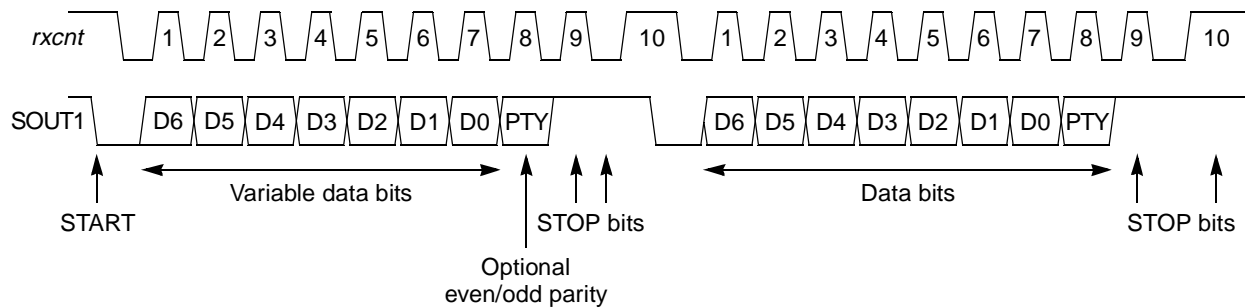 rxcnt 1 2 3 4 5 6 7 8 9 10 1 2 3 4 5 6 7 8 9 10
SOUT1 D6 D5 D4 D3 D2 D1 D0 PTY D6 D5 D4 D3 D2 D1 D0 PTY
Variable data bits Data bits
START STOP bits STOP bits
Optional
even/odd parity